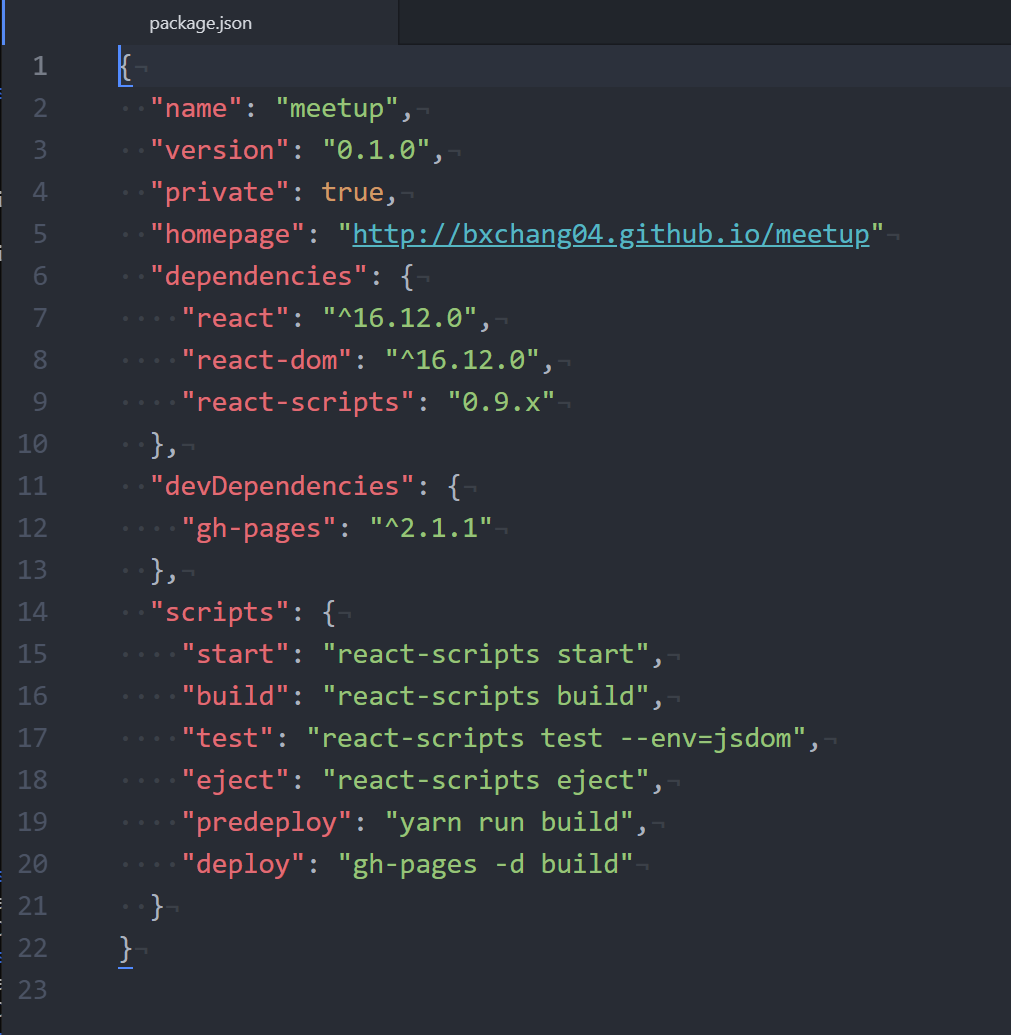 package.json
1 {
2 "name": "meetup",
3 "version": "0.1.0",
4 "private": true,
5 "homepage": "http://bxchang04.github.io/meetup"
6 "dependencies": {
7 "react": "^16.12.0",
8 "react-dom": "^16.12.0",
9 "react-scripts": "0.9.x"
10 },
11 "devDependencies": {
12 "gh-pages": "^2.1.1"
13 },
14 "scripts": {
15 "start": "react-scripts start",
16 "build": "react-scripts build",
17 "test": "react-scripts test --env=jsdom",
18 "eject": "react-scripts eject",
19 "predeploy": "yarn run build",
20 "deploy": "gh-pages -d build"
21 }
22 }
23